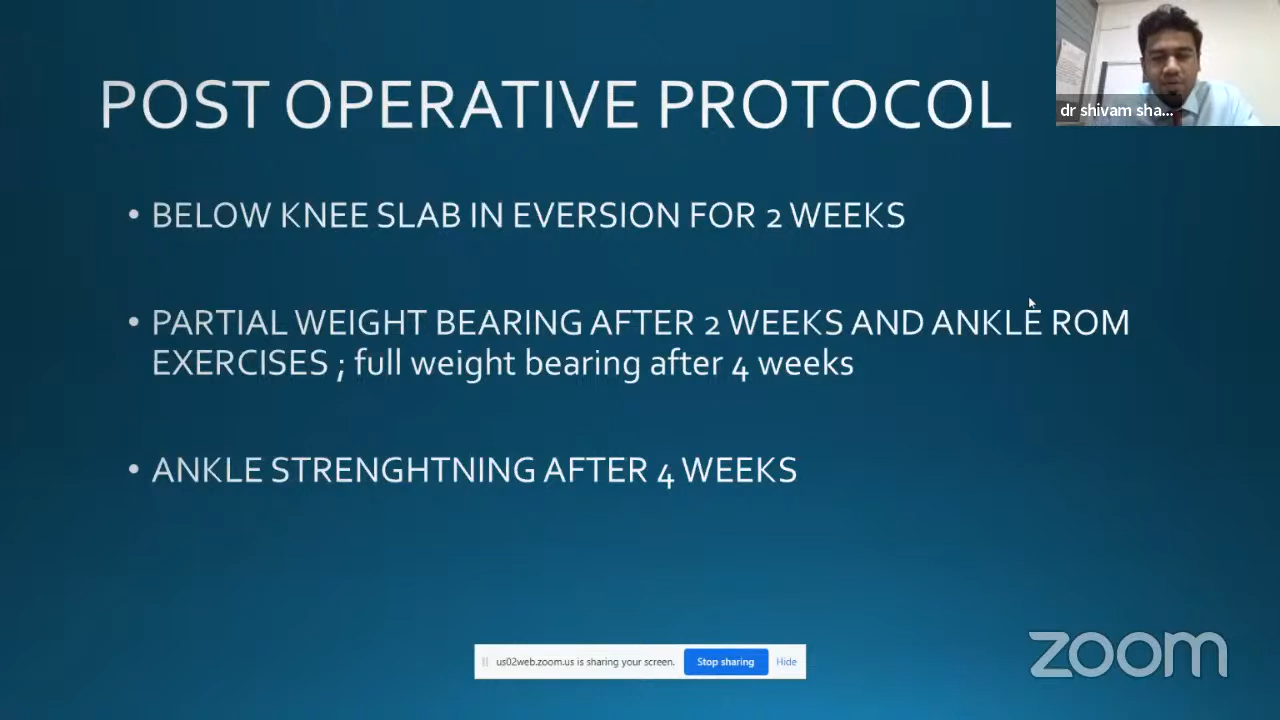 POST OPERATIVE PROTOCOL
dr shivam sha...
• BELOW KNEE SLAB IN EVERSION FOR 2 WEEKS
• PARTIAL WEIGHT BEARING AFTER 2 WEEKS AND ANKLE ROM
EXERCISES ; full weight bearing after 4 weeks
• ANKLE STRENGHTNING AFTER 4 WEEKS
us02web.zoom.us is sharing your screen. Stop sharing Hide
zoom